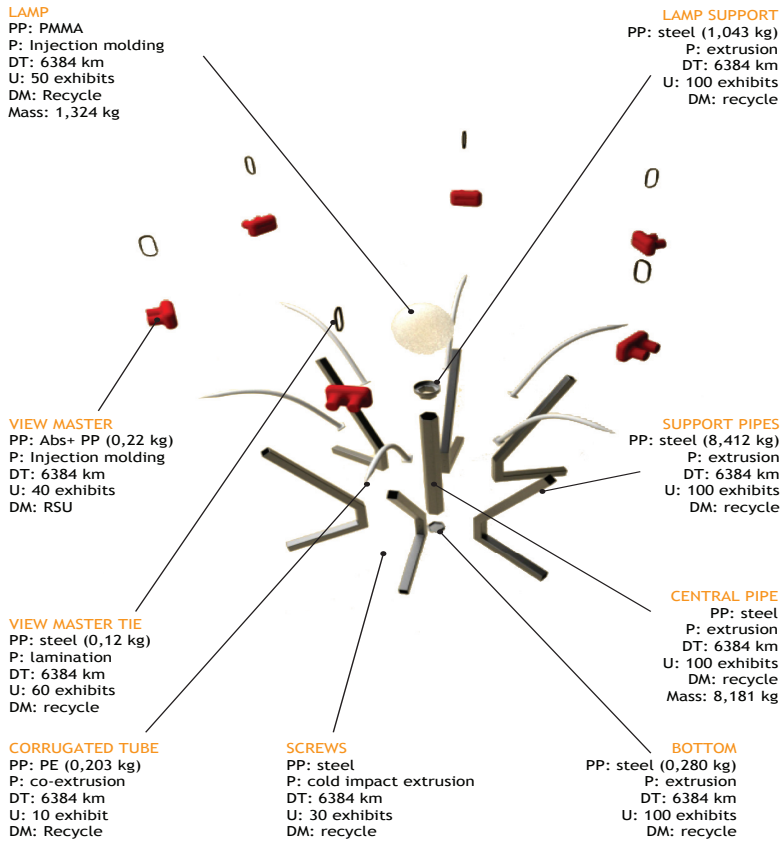 LAMP
PP: PMMA
P: Injection molding
DT: 6384 km
U: 50 exhibits
DM: Recycle
Mass: 1,324 kg
LAMP SUPPORT
PP: steel (1,043 kg)
P: extrusion
DT: 6384 km
U: 100 exhibits
DM: recycle
VIEW MASTER
PP: Abs+ PP (0,22 kg)
P: Injection molding
DT: 6384 km
U: 40 exhibits
DM: RSU
SUPPORT PIPES
PP: steel (8,412 kg)
P: extrusion
DT: 6384 km
U: 100 exhibits
DM: recycle
VIEW MASTER TIE
PP: steel (0,12 kg)
P: lamination
DT: 6384 km
U: 60 exhibits
DM: recycle
CENTRAL PIPE
PP: steel
P: extrusion
DT: 6384 km
U: 100 exhibits
DM: recycle
Mass: 8,181 kg
CORRUGATED TUBE
PP: PE (0,203 kg)
P: co-extrusion
DT: 6384 km
U: 10 exhibit
DM: Recycle
SCREWS
PP: steel
P: cold impact extrusion
DT: 6384 km
U: 30 exhibits
DM: recycle
BOTTOM
PP: steel (0,280 kg)
P: extrusion
DT: 6384 km
U: 100 exhibits
DM: recycle